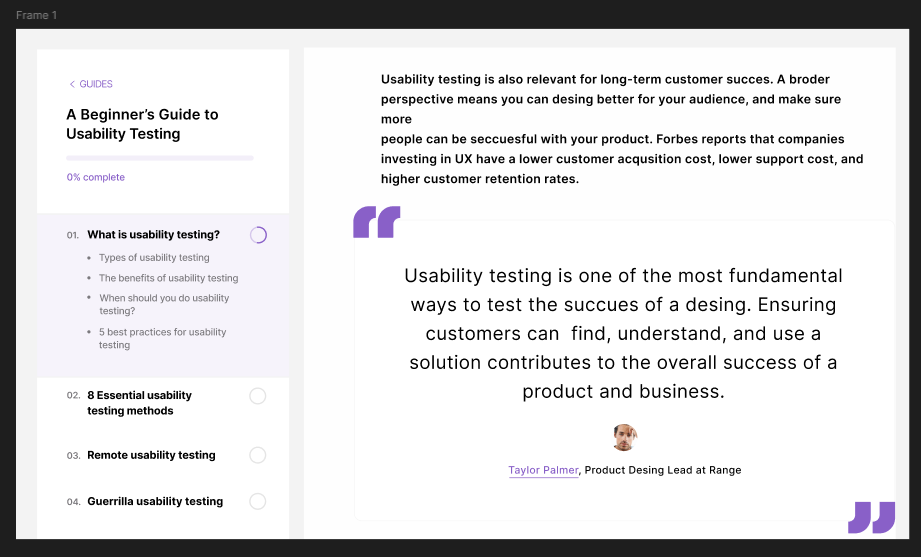 Frame 1
GUIDES
A Beginner's Guide to
Usability Testing
0% complete
01. What is usability testing?
Types of usability testing
The benefits of usability testing
When should you do usability
testing?
5 best practices for usability
testing
02. 8 Essential usability
testing methods
03. Remote usability testing
04. Guerrilla usability testing
Usability testing is also relevant for long-term customer succes. A broder
perspective means you can desing better for your audience, and make sure
more
people can be seccuesful with your product. Forbes reports that companies
investing in UX have a lower customer acqusition cost, lower support cost, and
higher customer retention rates.
Usability testing is one of the most fundamental
ways to test the succues of a desing. Ensuring
customers can  find, understand, and use a
solution contributes to the overall success of a
product and business.
Taylor Palmer, Product Desing Lead at Range